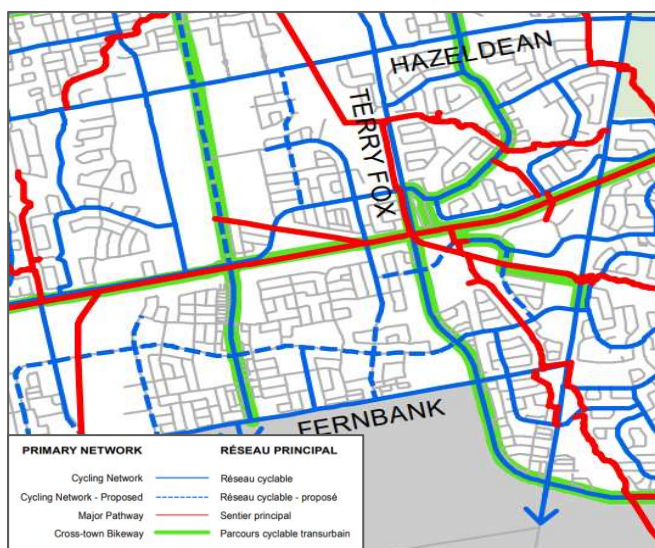 HAZELDEAN
TERRY FOX
FERNBANK
PRIMARY NETWORK RÉSEAU PRINCIPAL
Cycling Network Réseau cyclable
Cycling Network - Proposed Réseau cyclable - proposé
Major Pathway Sentier principal
Cross-town Bikeway Parcours cyclable transurbain